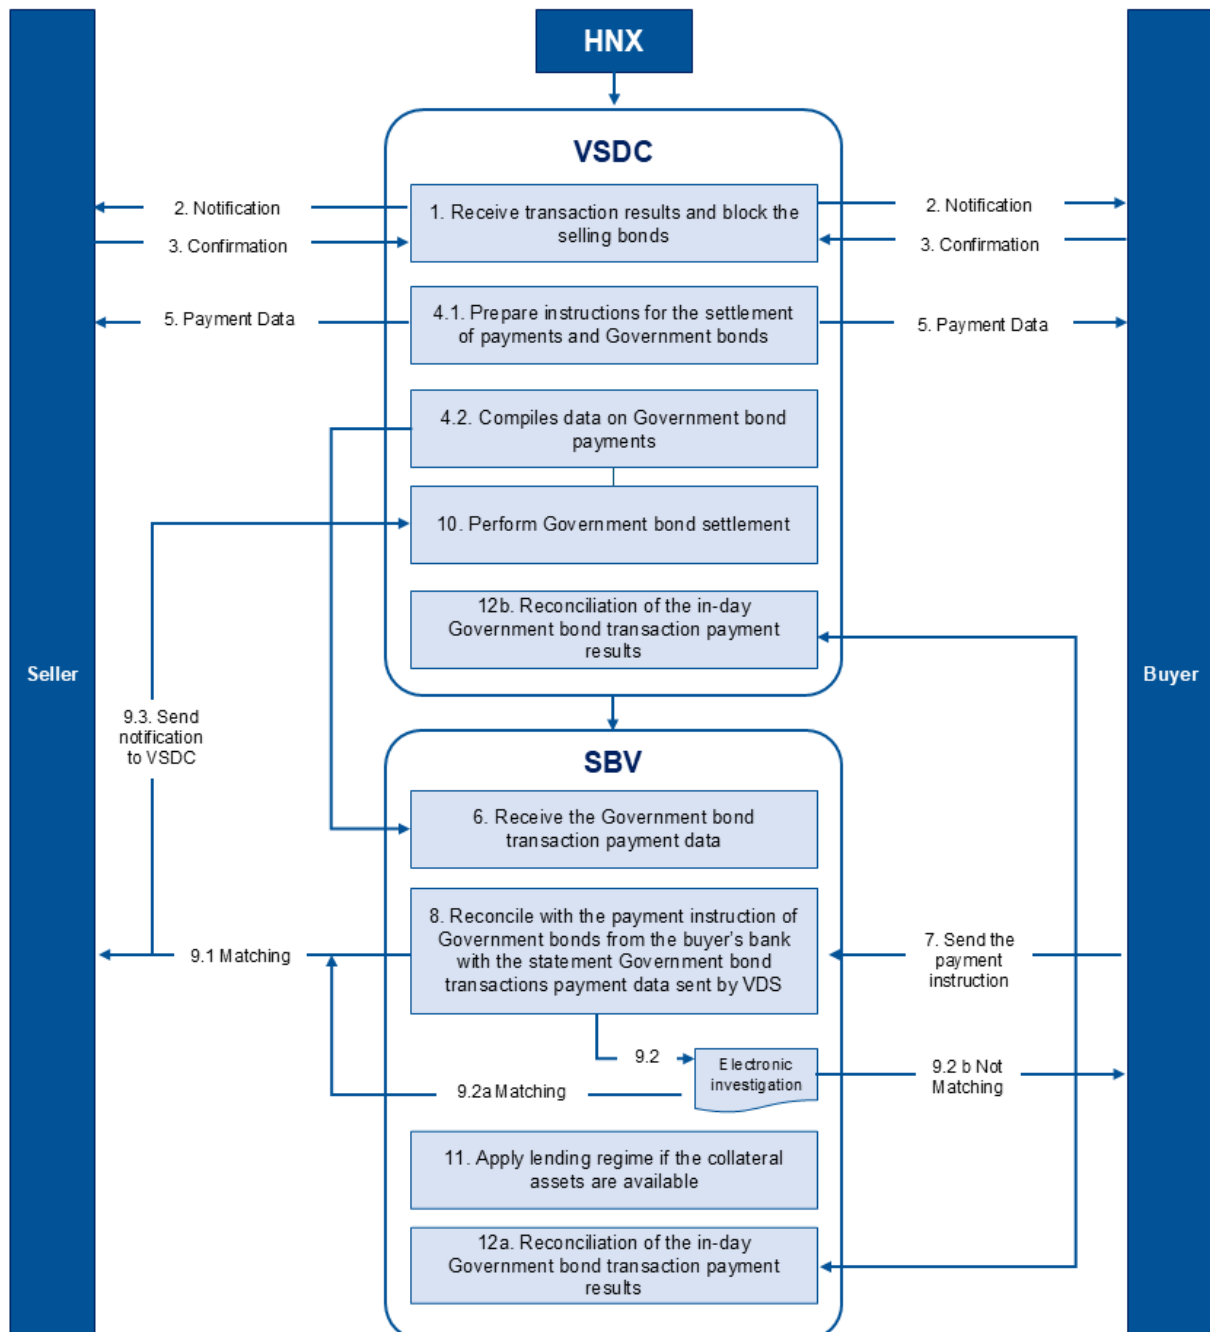 HNX
VSDC
2. Notification
1. Receive transaction results and block the
selling bonds
2. Notification
3. Confirmation
3. Confirmation
5. Payment Data
4.1. Prepare instructions for the settlement
of payments and Government bonds
5. Payment Data
4.2. Compiles data on Government bond
payments
10. Perform Government bond settlement
12b. Reconciliation of the in-day
Government bond transaction payment
results
Seller
Buyer
9.3. Send
notification
to VSDC
SBV
6. Receive the Government bond
transaction payment data
8. Reconcile with the payment instruction of
Government bonds from the buyer's bank
with the statement Government bond
transactions payment data sent by VDS
9.1 Matching
7. Send the
payment
instruction
9.2
Electronic
investigation
9.2a Matching
9.2 b Not
Matching
11. Apply lending regime if the collateral
assets are available
12a. Reconciliation of the in-day
Government bond transaction payment
results